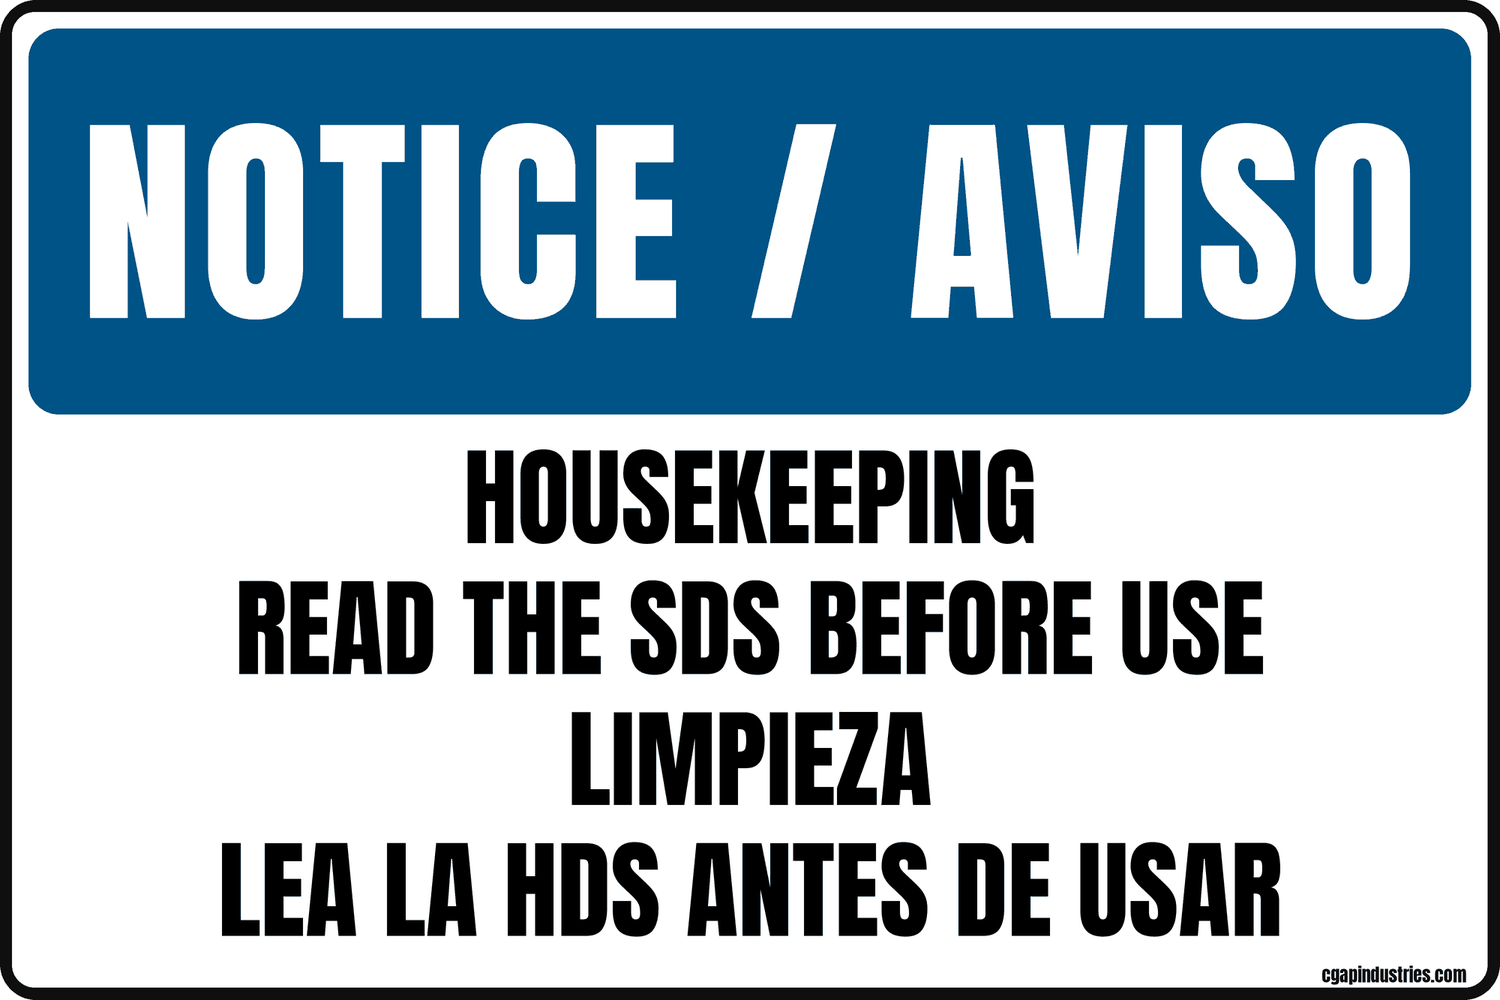 NOTICE / AVISO
HOUSEKEEPING
READ THE SDS BEFORE USE
LIMPIEZA
LEA LA HDS ANTES DE USAR
cgapindustries.com